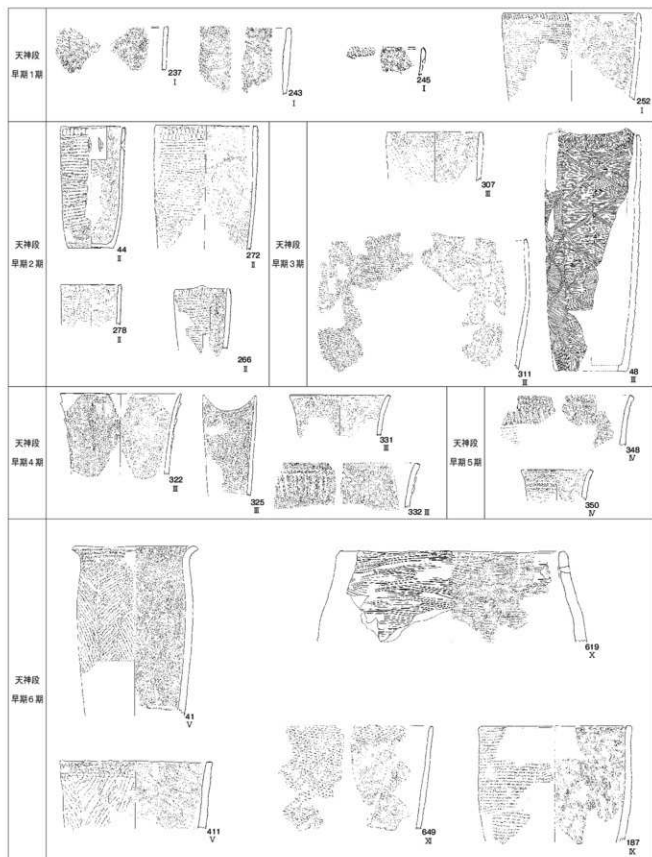 天神段
早期1期
237
I
243
I
245
I
252
I
天神段
早期2期
44
II
272
II
278
II
266
II
天神段
早期3期
307
III
311
III
48
III
天神段
早期4期
322
III
325
III
331
III
332 III
天神段
早期5期
348
IV
350
IV
天神段
早期6期
41
V
619
X
411
V
649
XI
187
IX